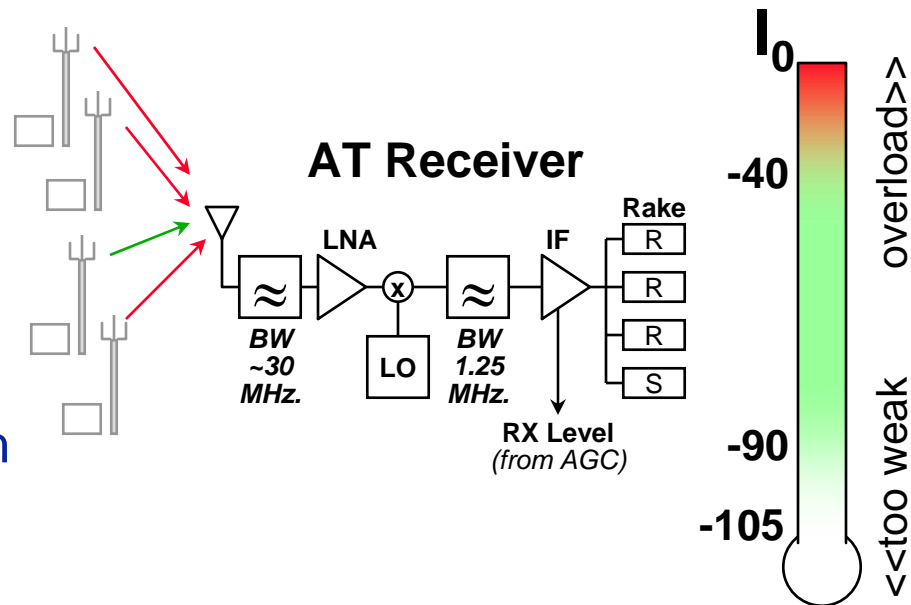 I0
AT Receiver
LNA
IF
Rake
R
R
R
S
≈
x
≈
BW
~30
MHz.
LO
BW
1.25
MHz.
RX Level
(from AGC)
n
-40
-90
-105
overload>>
<<too weak